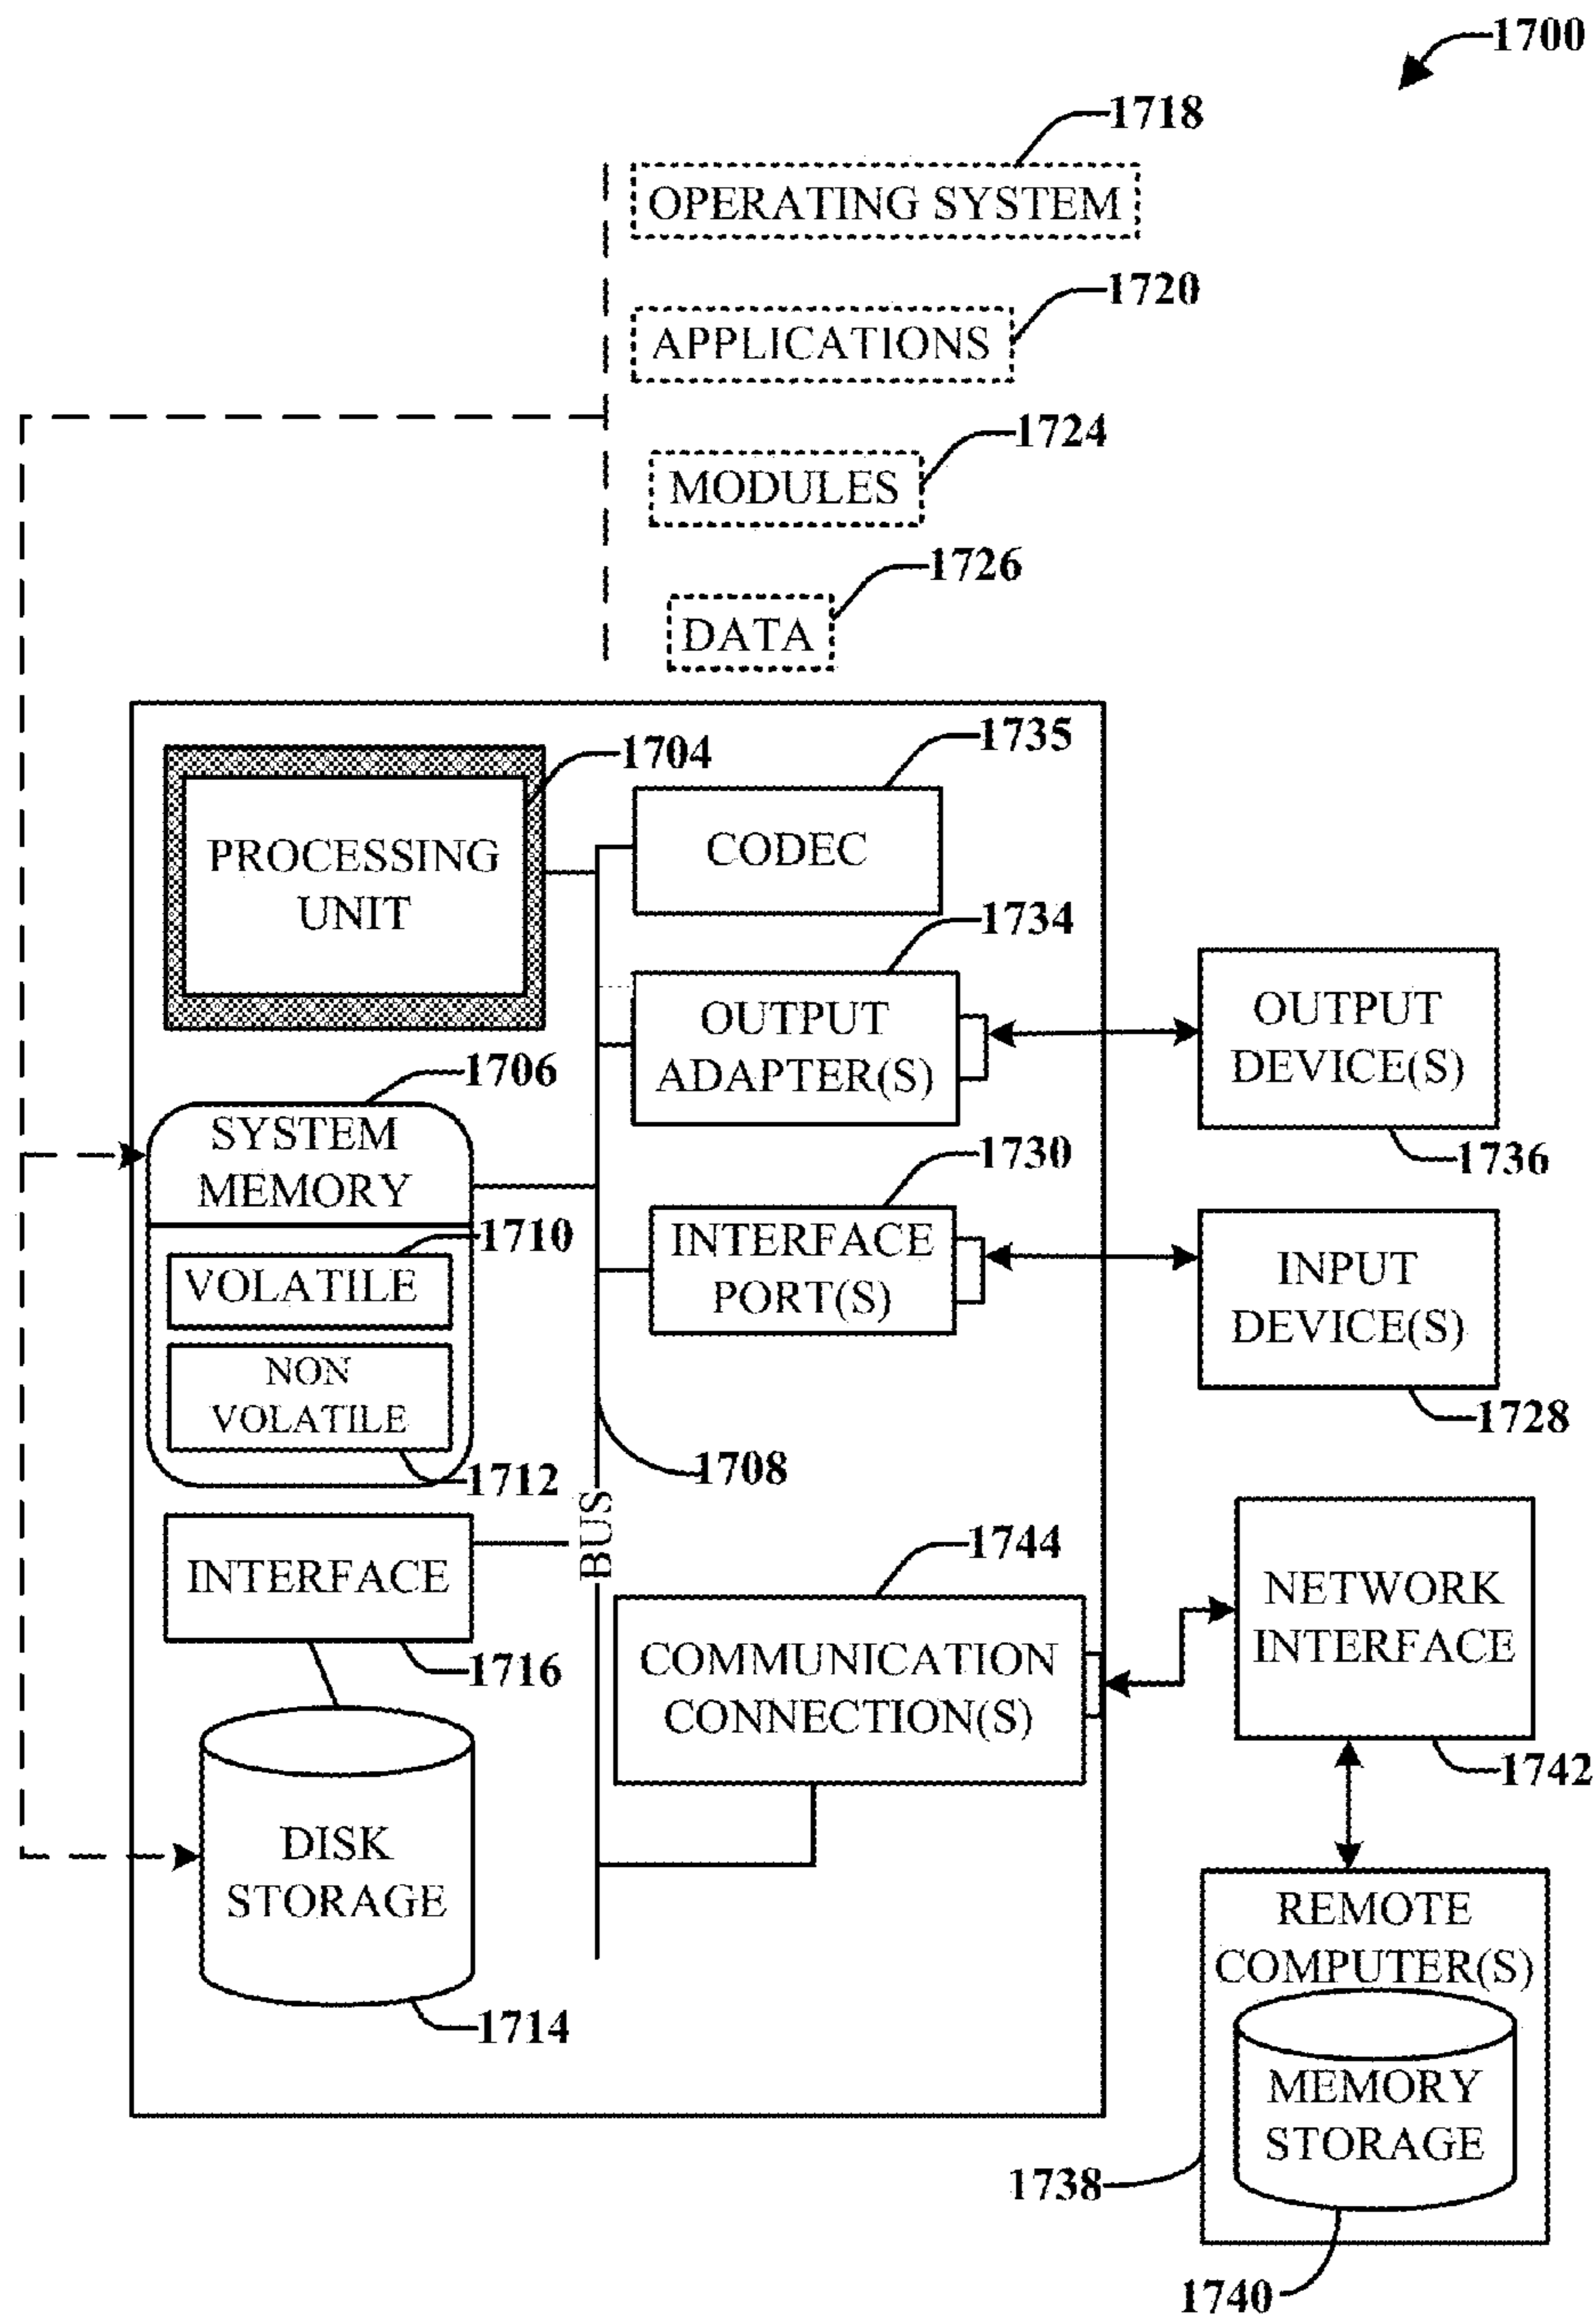 1700
1718
OPERATING SYSTEM
1720
APPLICATIONS
1724
MODULES
1726
DATA
1704
PROCESSING
UNIT
1735
CODEC
1734
OUTPUT
ADAPTER(S)
OUTPUT
DEVICE(S)
1736
1706
SYSTEM
MEMORY
1710
VOLATILE
NON
VOLATILE
1712
1730
INTERFACE
PORT(S)
INPUT
DEVICE(S)
1728
1708
BUS
INTERFACE
1716
1744
COMMUNICATION
CONNECTION(S)
NETWORK
INTERFACE
1742
DISK
STORAGE
1714
REMOTE
COMPUTER(S)
MEMORY
STORAGE
1738
1740